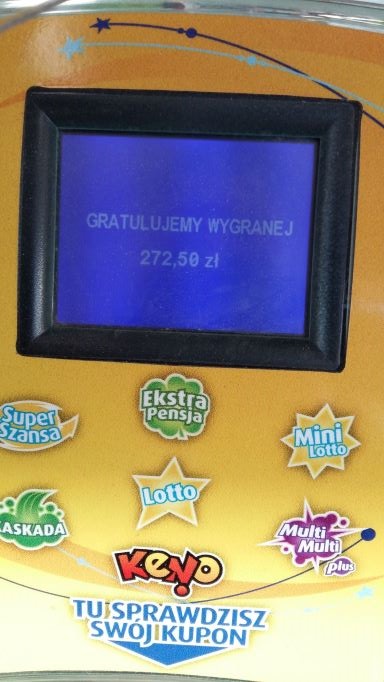 GRATULUJEMY WYGRANEJ
272,50 zł
Ekstra
Pensja
Super
Szansa
Mini
Lotto
Lotto
KASKADA
Multi
Multi
plus
KENO
TU SPRAWDZISZ
SWÓJ KUPON